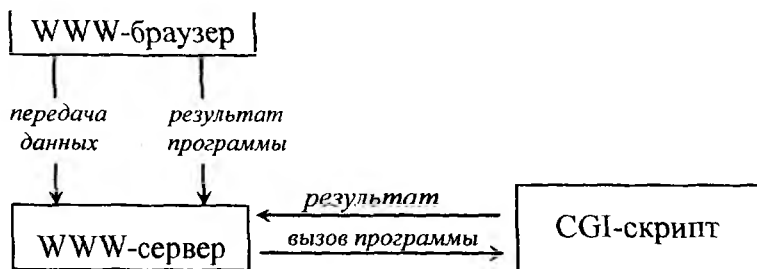 WWW-браузер
передача данных
результат программы
результат
вызов программы
WWW-сервер
CGI-скрипт